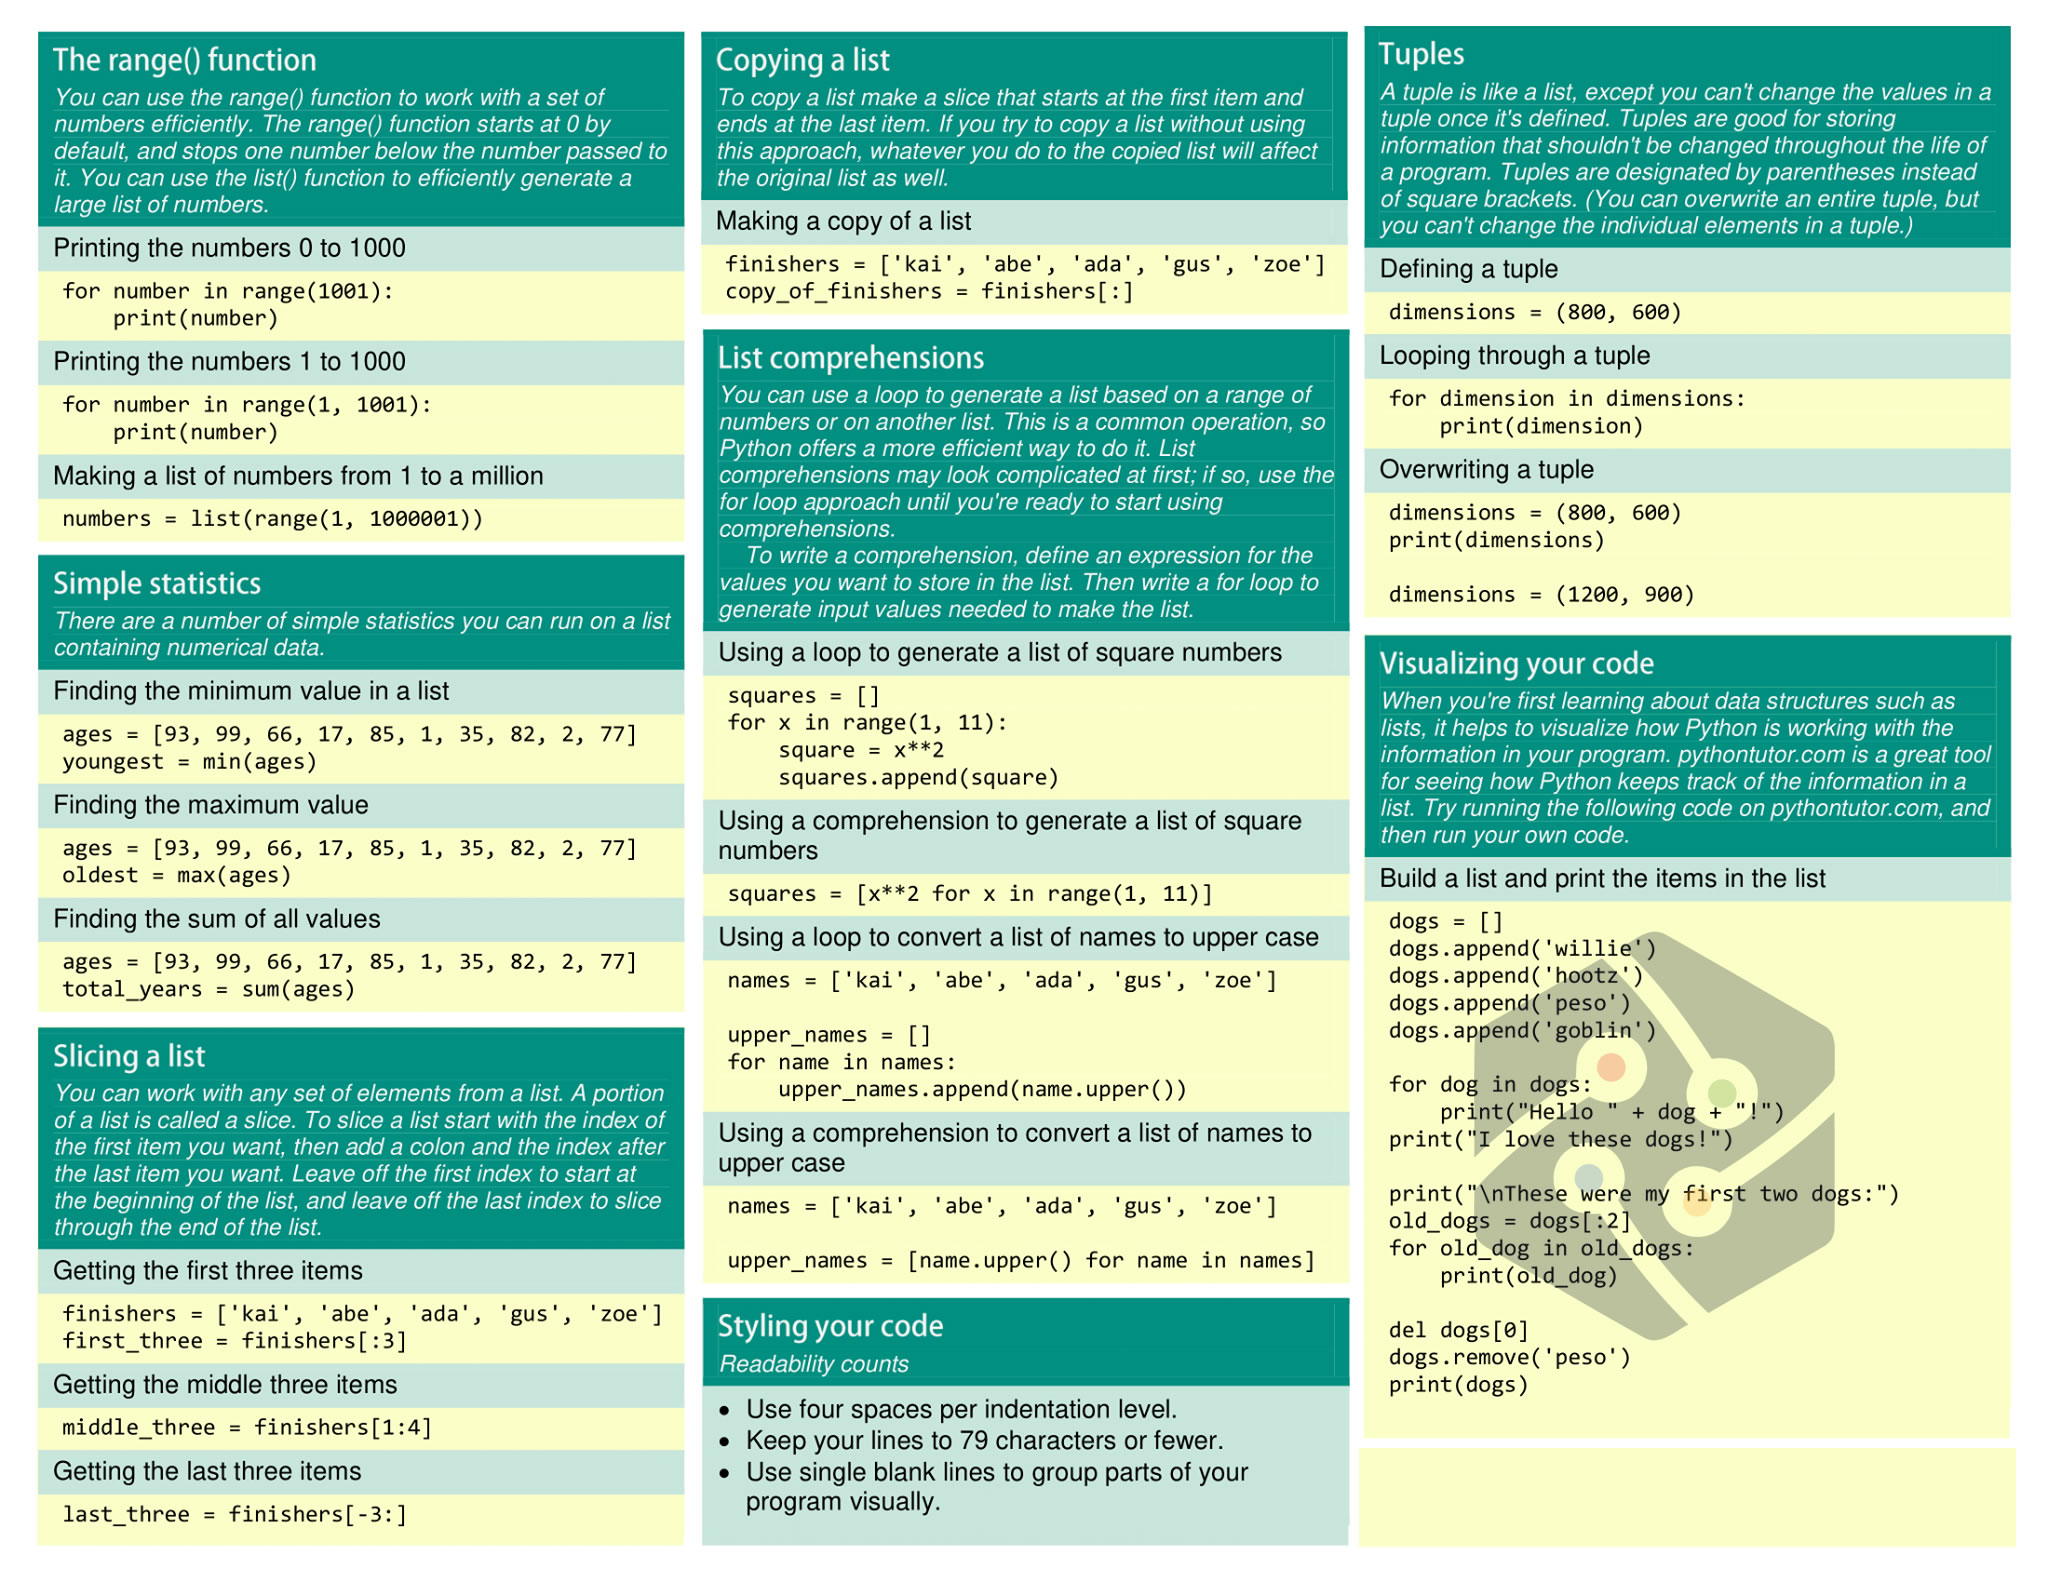 The range() function
You can use the range() function to work with a set of
numbers efficiently. The range() function starts at 0 by
default, and stops one number below the number passed to
it. You can use the list() function to efficiently generate a
large list of numbers.
Printing the numbers 0 to 1000
for number in range(1001):
    print(number)
Printing the numbers 1 to 1000
for number in range(1, 1001):
    print(number)
Making a list of numbers from 1 to a million
numbers = list(range(1, 1000001))
Simple statistics
There are a number of simple statistics you can run on a list
containing numerical data.
Finding the minimum value in a list
ages = [93, 99, 66, 17, 85, 1, 35, 82, 2, 77]
youngest = min(ages)
Finding the maximum value
ages = [93, 99, 66, 17, 85, 1, 35, 82, 2, 77]
oldest = max(ages)
Finding the sum of all values
ages = [93, 99, 66, 17, 85, 1, 35, 82, 2, 77]
total_years = sum(ages)
Slicing a list
You can work with any set of elements from a list. A portion
of a list is called a slice. To slice a list start with the index of
the first item you want, then add a colon and the index after
the last item you want. Leave off the first index to start at
the beginning of the list, and leave off the last index to slice
through the end of the list.
Getting the first three items
finishers = ['kai', 'abe', 'ada', 'gus', 'zoe']
first_three = finishers[:3]
Getting the middle three items
middle_three = finishers[1:4]
Getting the last three items
last_three = finishers[-3:]
Copying a list
To copy a list make a slice that starts at the first item and
ends at the last item. If you try to copy a list without using
this approach, whatever you do to the copied list will affect
the original list as well.
Making a copy of a list
finishers = ['kai', 'abe', 'ada', 'gus', 'zoe']
copy_of_finishers = finishers[:]
List comprehensions
You can use a loop to generate a list based on a range of
numbers or on another list. This is a common operation, so
Python offers a more efficient way to do it. List
comprehensions may look complicated at first; if so, use the
for loop approach until you're ready to start using
comprehensions.
    To write a comprehension, define an expression for the
values you want to store in the list. Then write a for loop to
generate input values needed to make the list.
Using a loop to generate a list of square numbers
squares = []
for x in range(1, 11):
    square = x**2
    squares.append(square)
Using a comprehension to generate a list of square
numbers
squares = [x**2 for x in range(1, 11)]
Using a loop to convert a list of names to upper case
names = ['kai', 'abe', 'ada', 'gus', 'zoe']
upper_names = []
for name in names:
    upper_names.append(name.upper())
Using a comprehension to convert a list of names to
upper case
names = ['kai', 'abe', 'ada', 'gus', 'zoe']
upper_names = [name.upper() for name in names]
Styling your code
Readability counts
• Use four spaces per indentation level.
• Keep your lines to 79 characters or fewer.
• Use single blank lines to group parts of your
program visually.
Tuples
A tuple is like a list, except you can't change the values in a
tuple once it's defined. Tuples are good for storing
information that shouldn't be changed throughout the life of
a program. Tuples are designated by parentheses instead
of square brackets. (You can overwrite an entire tuple, but
you can't change the individual elements in a tuple.)
Defining a tuple
dimensions = (800, 600)
Looping through a tuple
for dimension in dimensions:
    print(dimension)
Overwriting a tuple
dimensions = (800, 600)
print(dimensions)
dimensions = (1200, 900)
Visualizing your code
When you're first learning about data structures such as
lists, it helps to visualize how Python is working with the
information in your program. pythontutor.com is a great tool
for seeing how Python keeps track of the information in a
list. Try running the following code on pythontutor.com, and
then run your own code.
Build a list and print the items in the list
dogs = []
dogs.append('willie')
dogs.append('hootz')
dogs.append('peso')
dogs.append('goblin')
for dog in dogs:
    print("Hello " + dog + "!")
print("I love these dogs!")
print("\nThese were my first two dogs:")
old_dogs = dogs[:2]
for old_dog in old_dogs:
    print(old_dog)
del dogs[0]
dogs.remove('peso')
print(dogs)